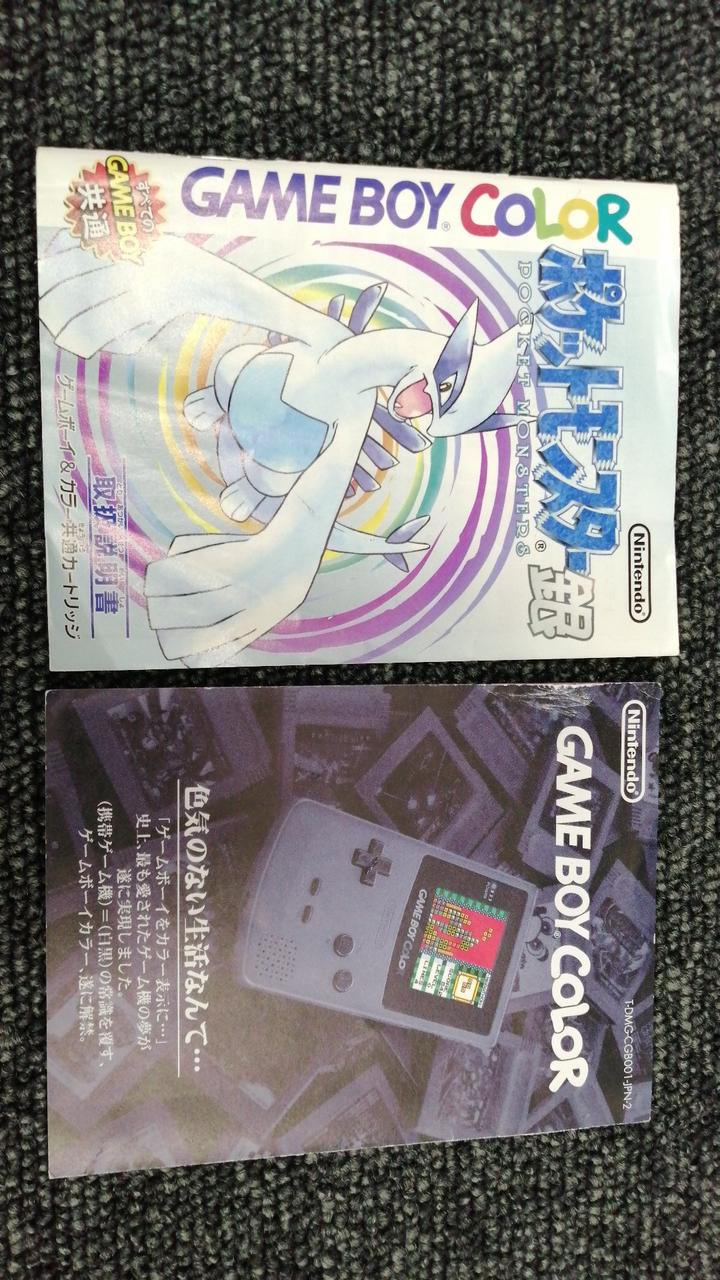 GAME BOY COLOR
すべての
GAME BOY
共通
Nintendo
ポケットモンスター
銀
POCKET MONSTERS
取扱説明書
ゲームボーイ&カラー共通カートリッジ
Nintendo
T-DMG-CGB001-JPN-2
GAME BOY COLOR
GAME BOY COLOR
色気のない生活なんて…
「ゲームボーイをカラー表示に…」
史上、最も愛されたゲーム機の夢が
遂に実現しました。
(携帯ゲーム機)=(白黒)の常識を覆す、
ゲームボーイカラー、遂に解禁。